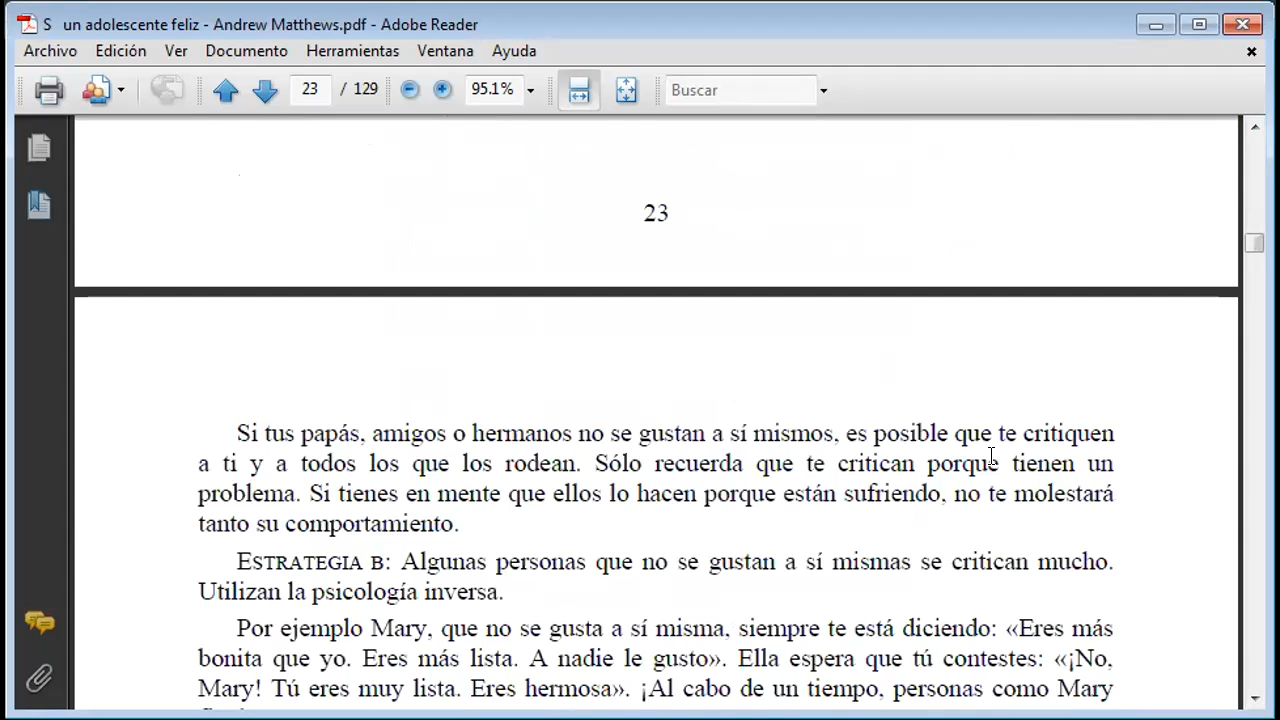 S un adolescente feliz - Andrew Matthews.pdf - Adobe Reader
Archivo Edición Ver Documento Herramientas Ventana Ayuda
23 / 129 95.1% Buscar
23
Si tus papás, amigos o hermanos no se gustan a sí mismos, es posible que te critiquen
a ti y a todos los que los rodean. Sólo recuerda que te critican porque tienen un
problema. Si tienes en mente que ellos lo hacen porque están sufriendo, no te molestará
tanto su comportamiento.
ESTRATEGIA B: Algunas personas que no se gustan a sí mismas se critican mucho.
Utilizan la psicología inversa.
Por ejemplo Mary, que no se gusta a sí misma, siempre te está diciendo: «Eres más
bonita que yo. Eres más lista. A nadie le gusto». Ella espera que tú contestes: «¡No,
Mary! Tú eres muy lista. Eres hermosa». ¡Al cabo de un tiempo, personas como Mary